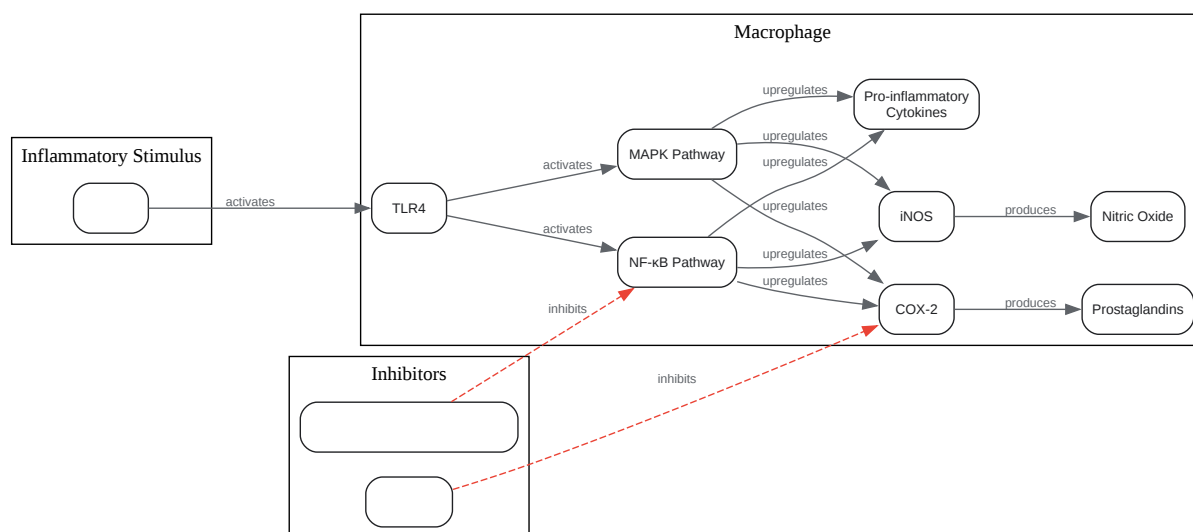 Macrophage
Inflammatory Stimulus
activates
TLR4
activates
activates
MAPK Pathway
NF-κB Pathway
upregulates
upregulates
upregulates
upregulates
upregulates
upregulates
Pro-inflammatory
Cytokines
iNOS
COX-2
produces
produces
Nitric Oxide
Prostaglandins
inhibits
inhibits
Inhibitors